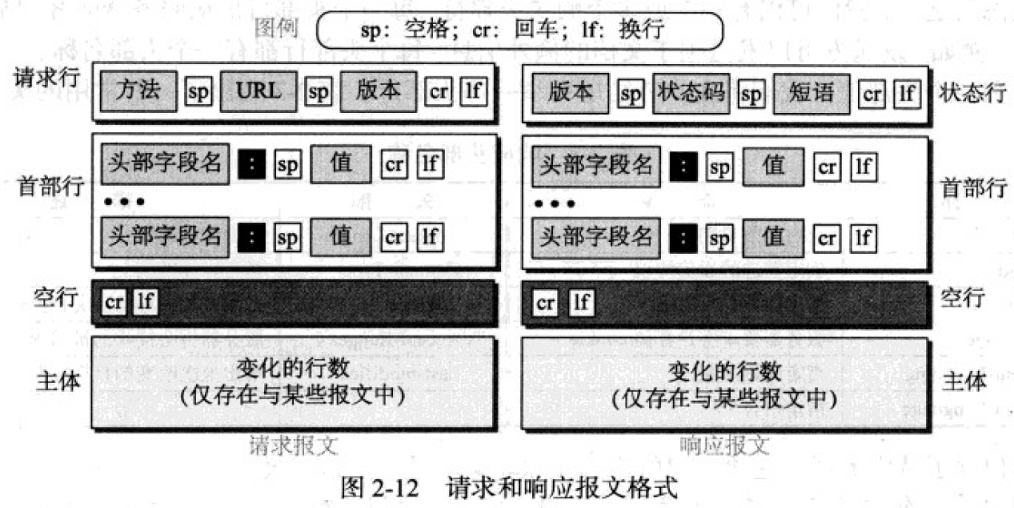 图例 sp: 空格; cr: 回车; lf: 换行
请求行 方法 sp URL sp 版本 cr lf
版本 sp 状态码 sp 短语 cr lf 状态行
首部行
头部字段名 : sp 值 cr lf
•••
头部字段名 : sp 值 cr lf
头部字段名 : sp 值 cr lf
•••
头部字段名 : sp 值 cr lf
首部行
空行 cr lf
cr lf 空行
主体
变化的行数
(仅存在与某些报文中)
变化的行数
(仅存在与某些报文中)
主体
请求报文
响应报文
图 2-12 请求和响应报文格式